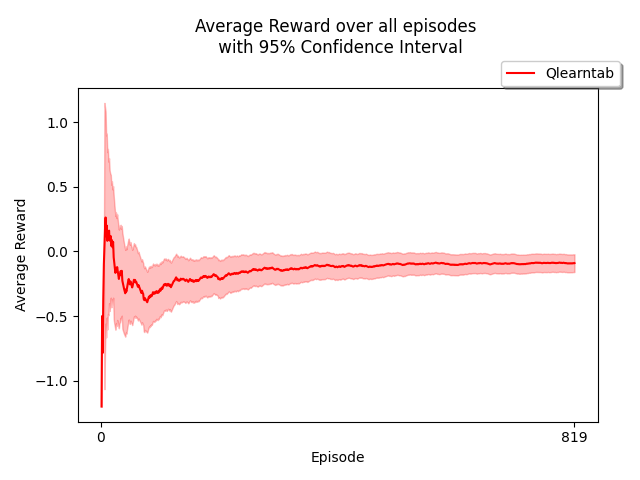 Average Reward over all episodes
with 95% Confidence Interval
Qlearntab
1.0
0.5
0.0
−0.5
−1.0
Average Reward
0 819
Episode